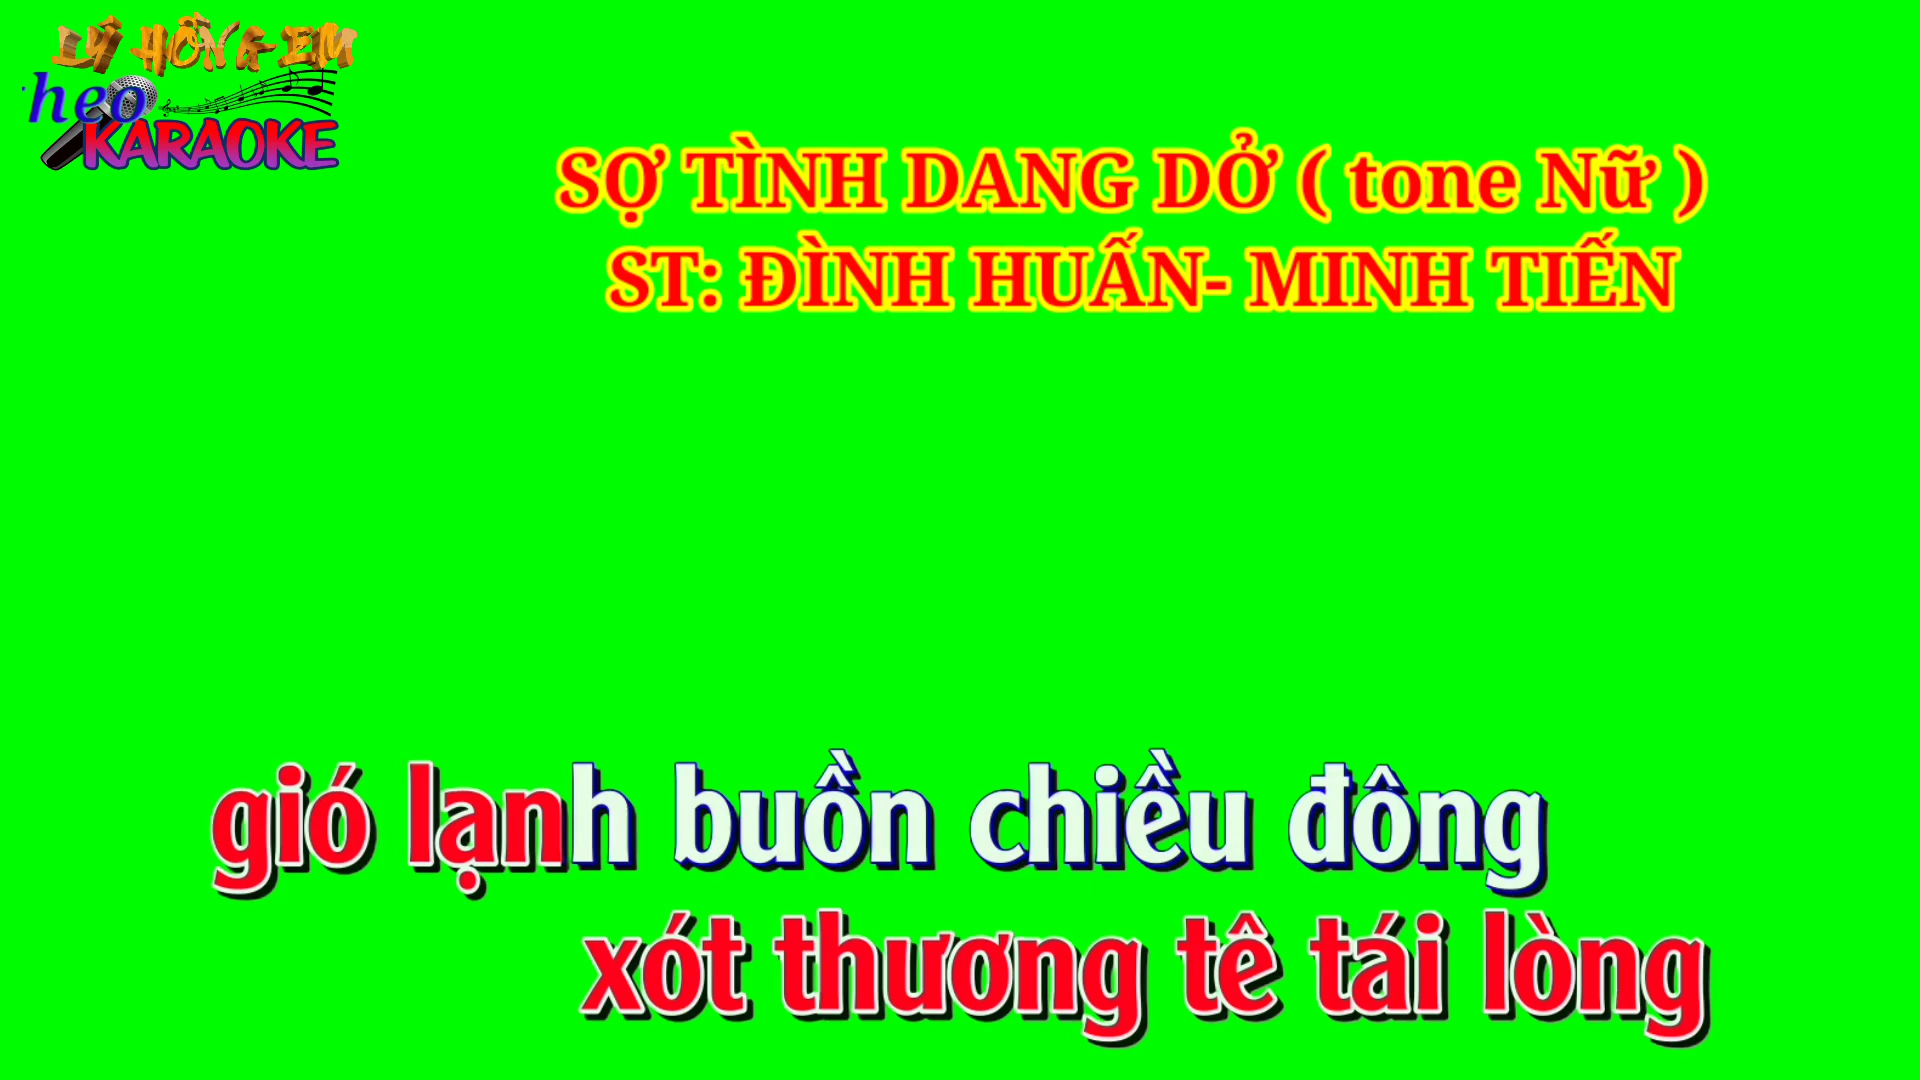 LÝ HỒNG EM
heo
KARAOKE
SỢ TÌNH DANG DỞ ( tone Nữ )
ST: ĐÌNH HUẤN- MINH TIẾN
gió lạnh buồn chiều đông
xót thương tê tái lòng